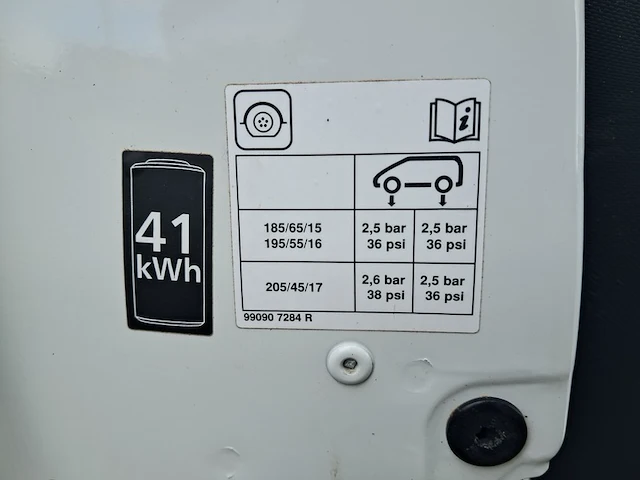 41
kWh
185/65/15
195/55/16
2,5 bar
36 psi
2,5 bar
36 psi
205/45/17
2,6 bar
38 psi
2,5 bar
36 psi
99090 7284 R